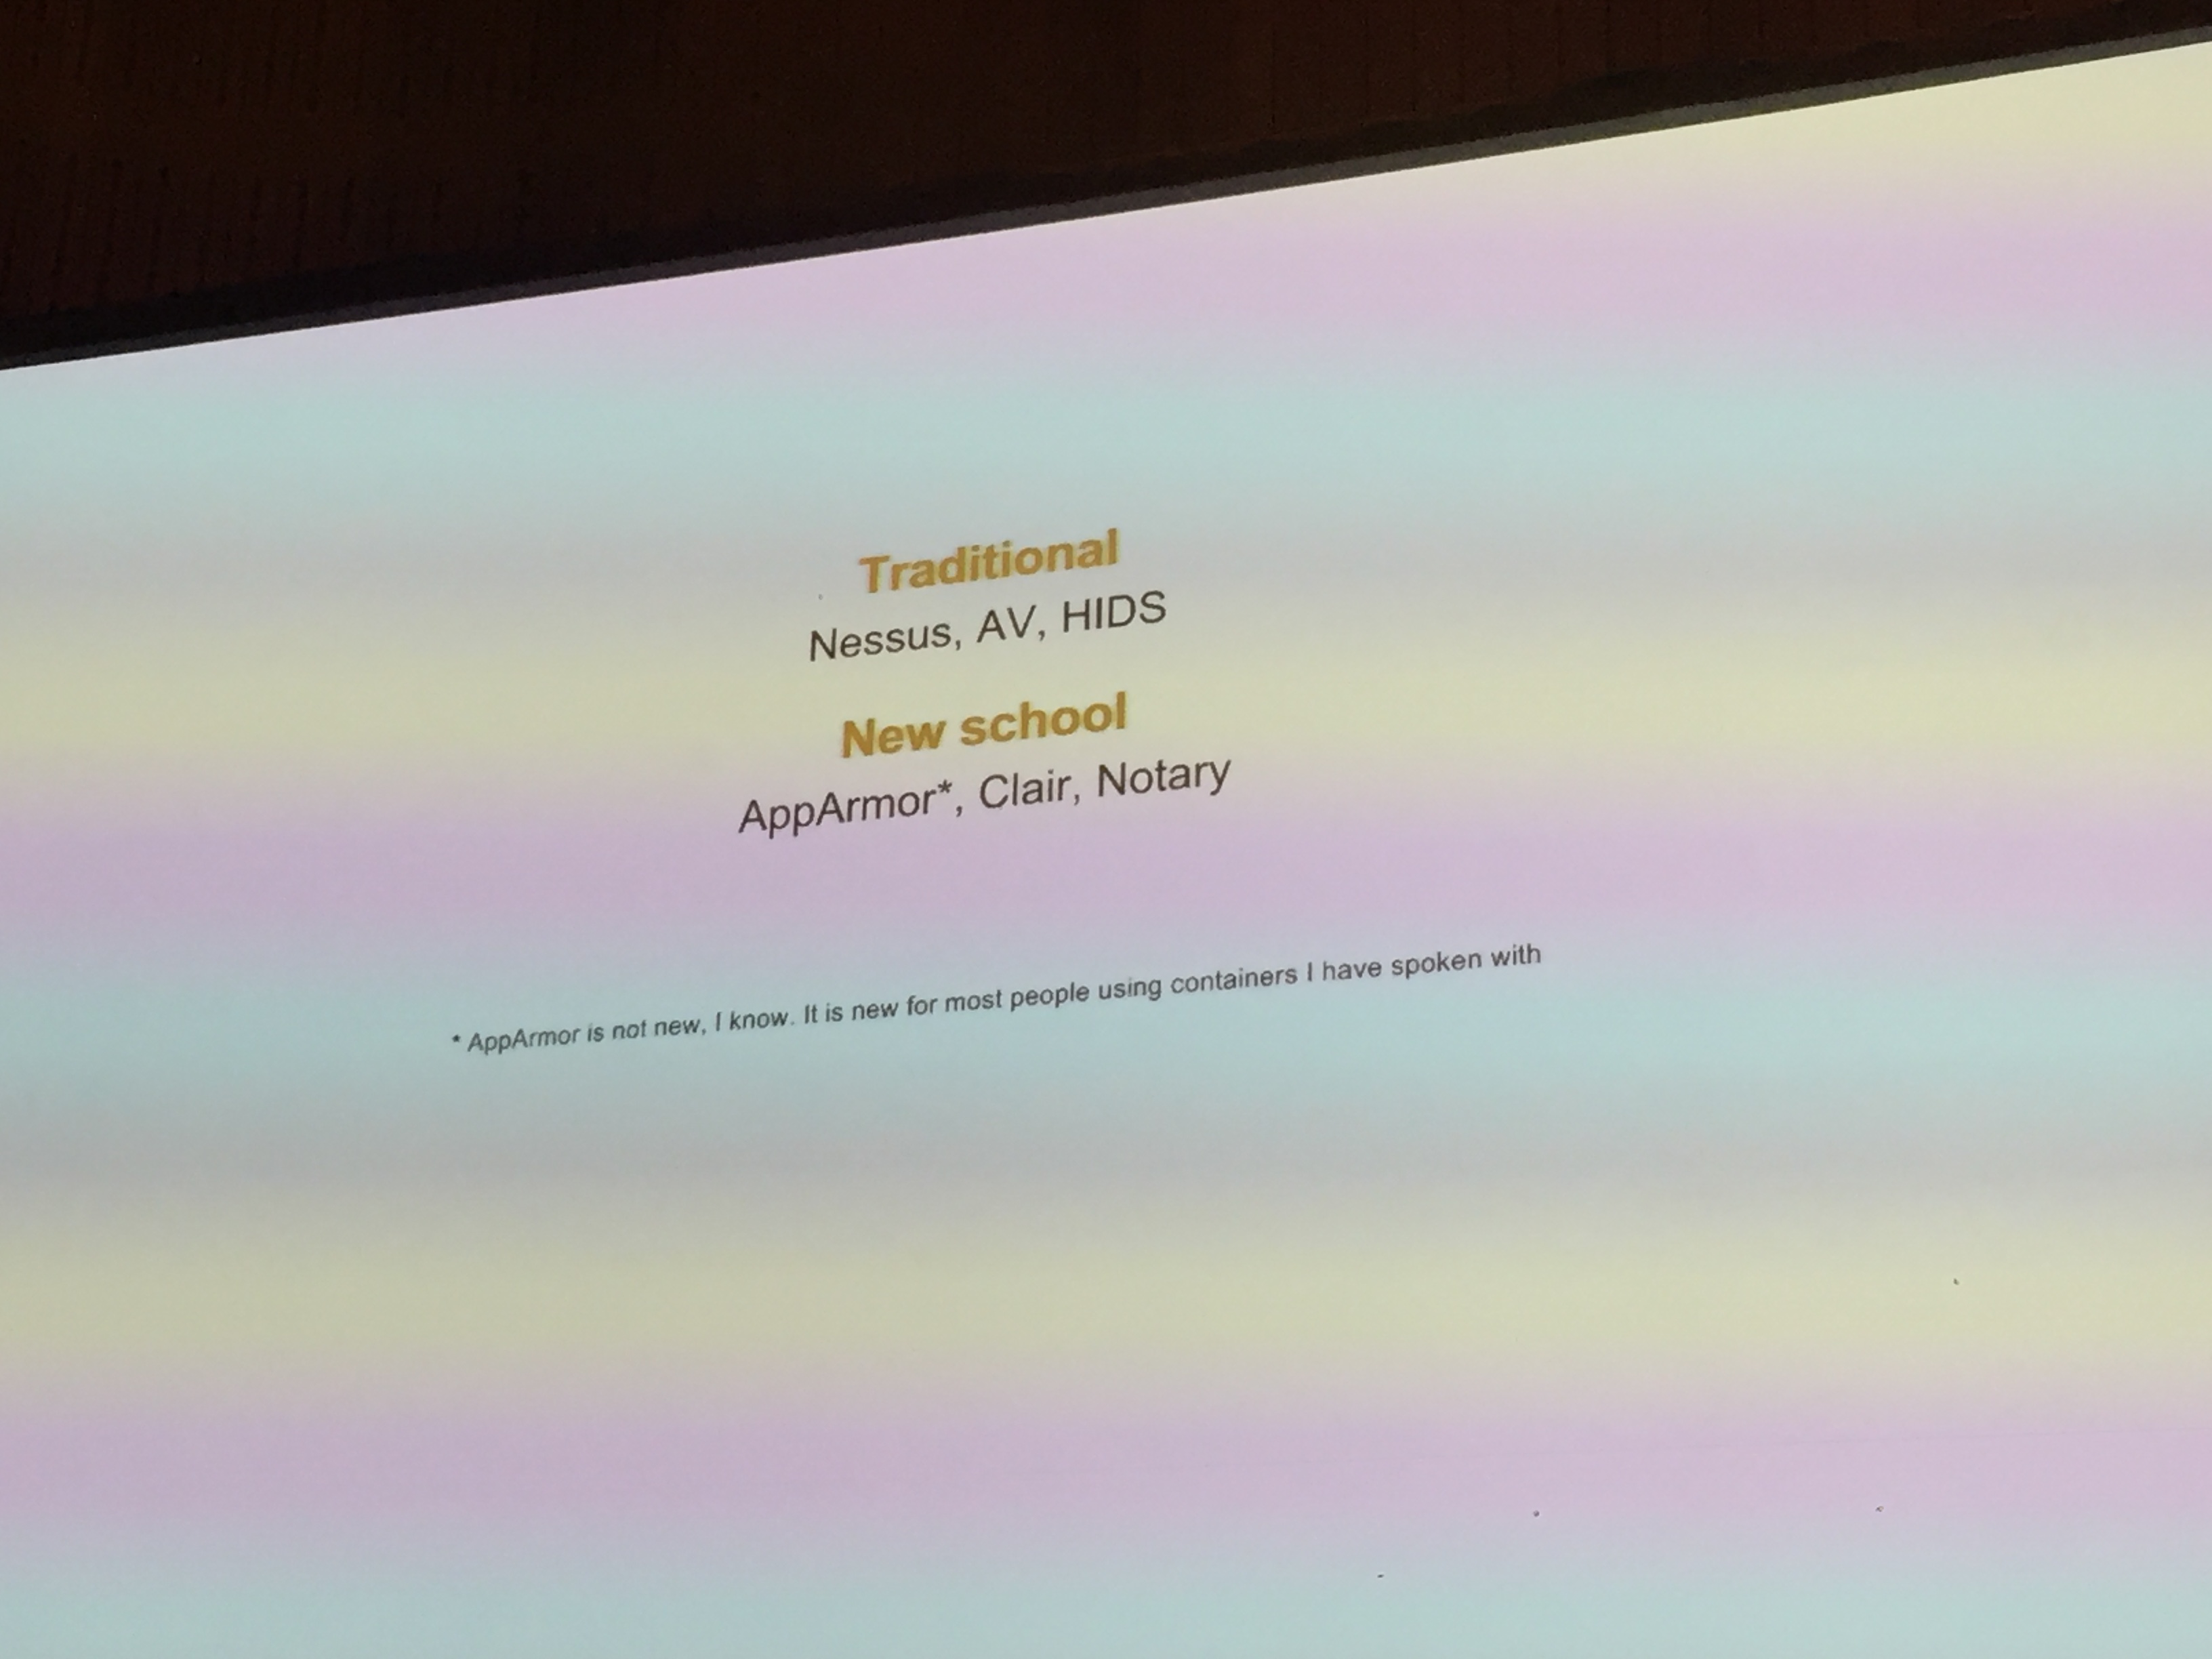 Traditional
Nessus, AV, HIDS
New school
AppArmor*, Clair, Notary
* AppArmor is not new, I know. It is new for most people using containers I have spoken with